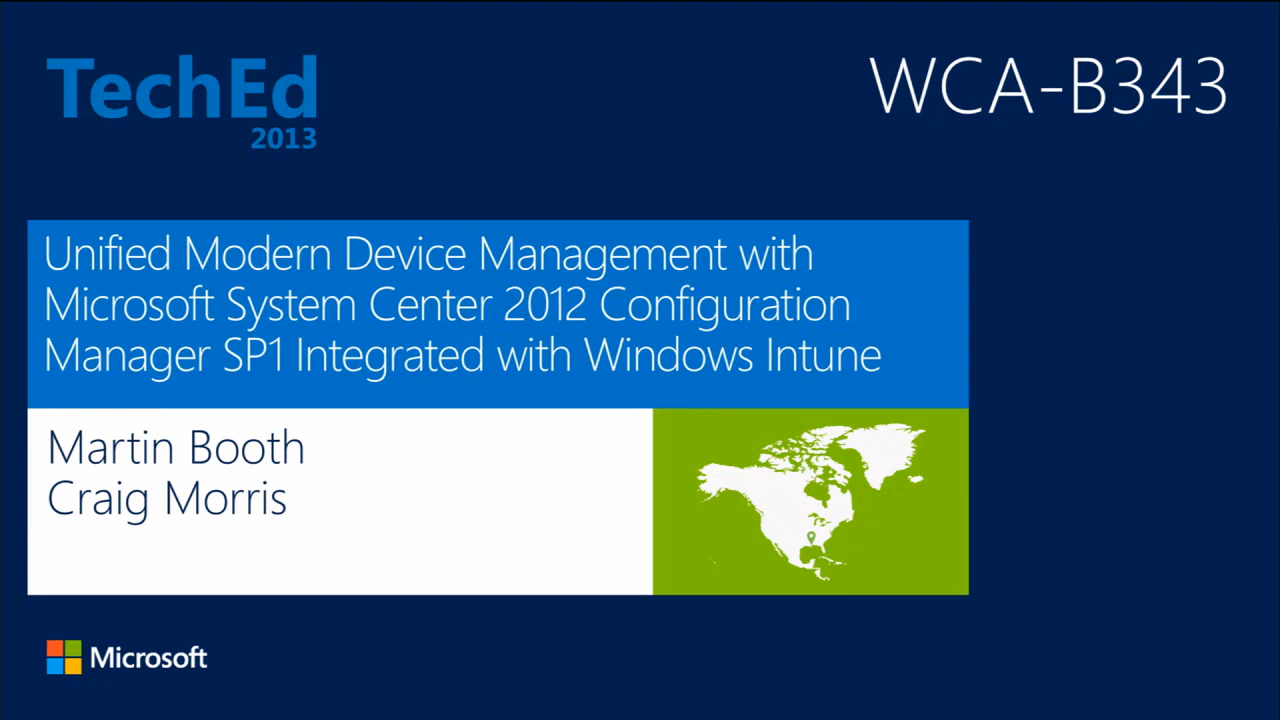 TechEd
2013
WCA-B343
Unified Modern Device Management with
Microsoft System Center 2012 Configuration
Manager SP1 Integrated with Windows Intune
Martin Booth
Craig Morris
Microsoft